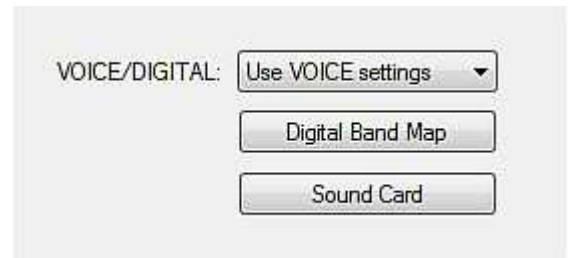 VOICE/DIGITAL: Use VOICE settings
Digital Band Map
Sound Card